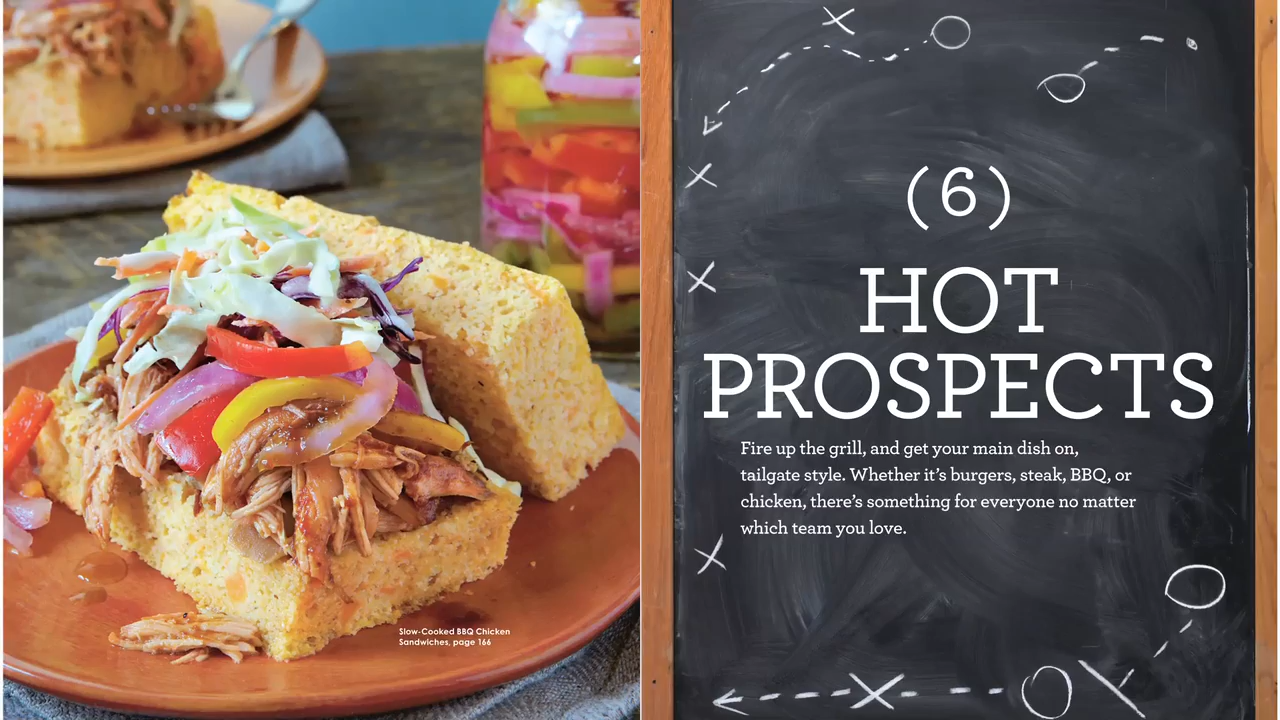 Slow-Cooked BBQ Chicken
Sandwiches, page 166
(6)
HOT
PROSPECTS
Fire up the grill, and get your main dish on,
tailgate style. Whether it’s burgers, steak, BBQ, or
chicken, there’s something for everyone no matter
which team you love.